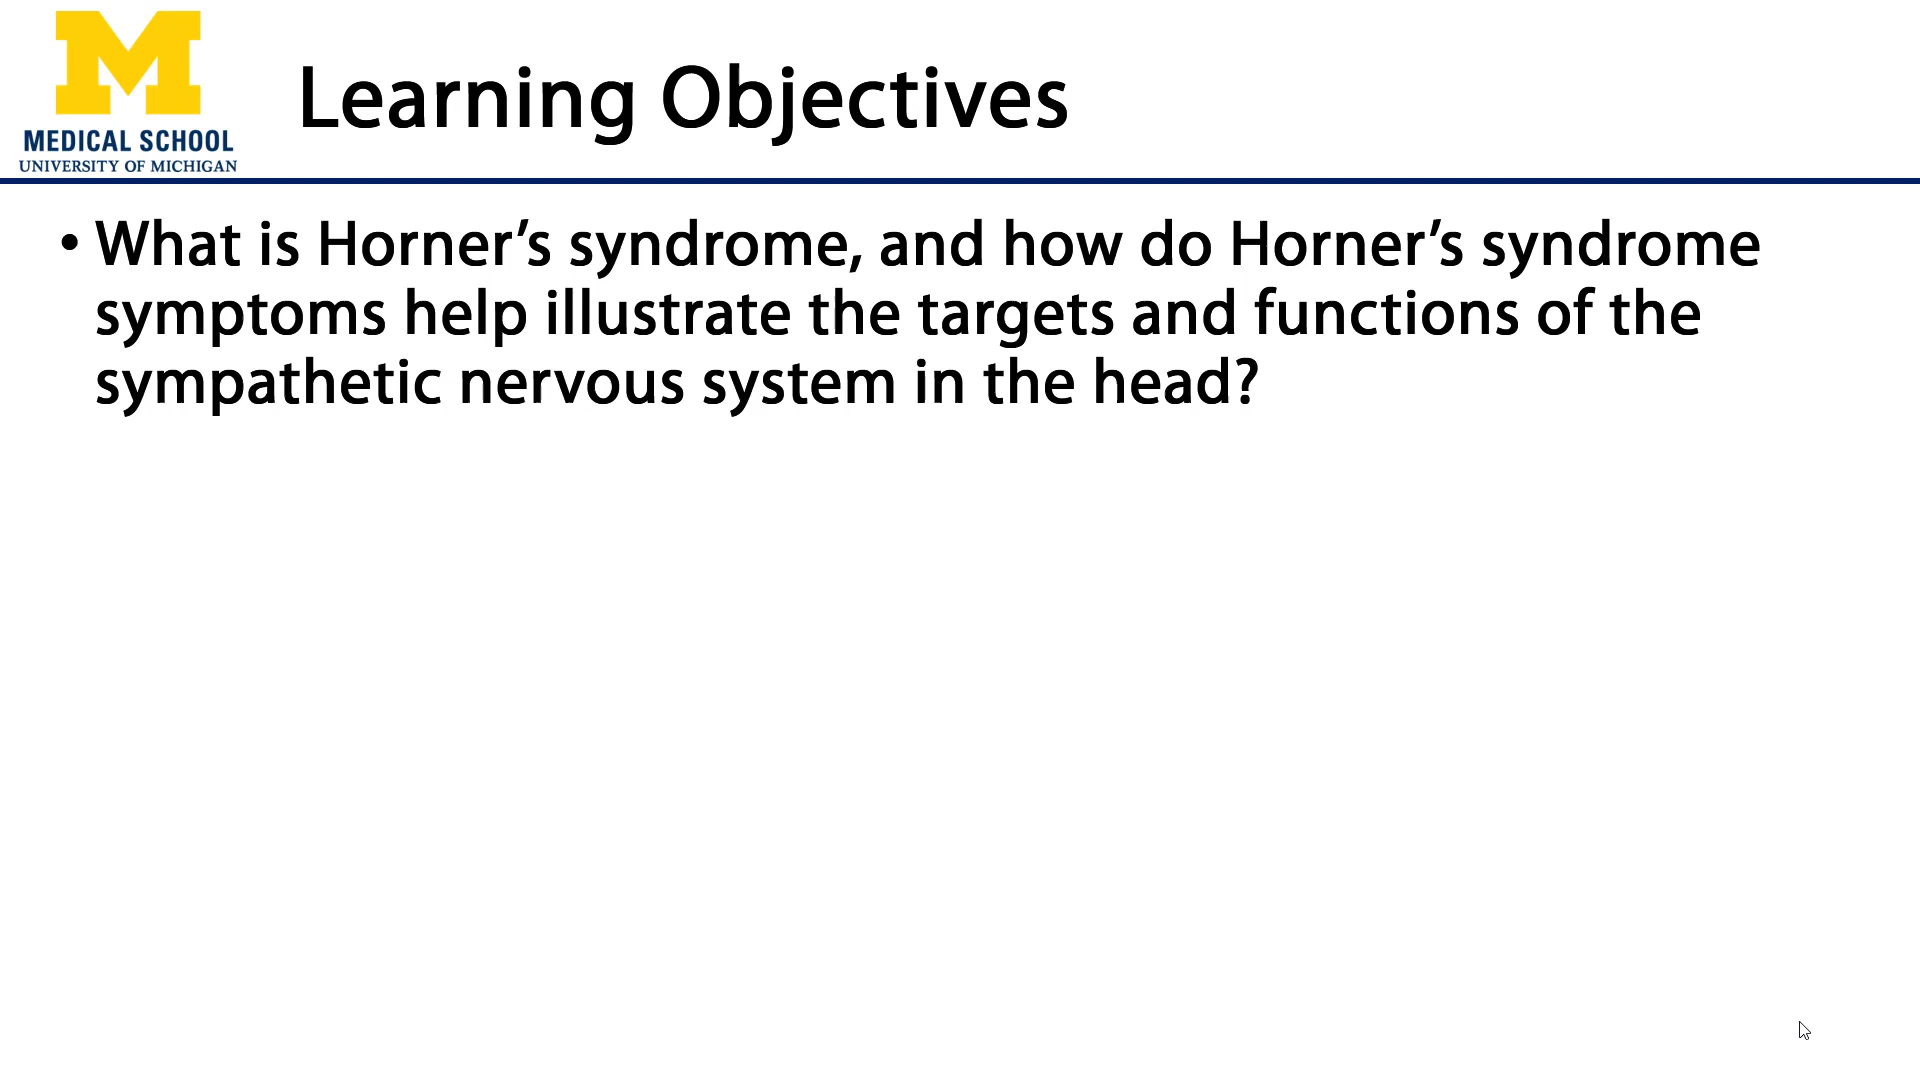 M
MEDICAL SCHOOL
UNIVERSITY OF MICHIGAN
Learning Objectives
• What is Horner’s syndrome, and how do Horner’s syndrome
symptoms help illustrate the targets and functions of the
sympathetic nervous system in the head?